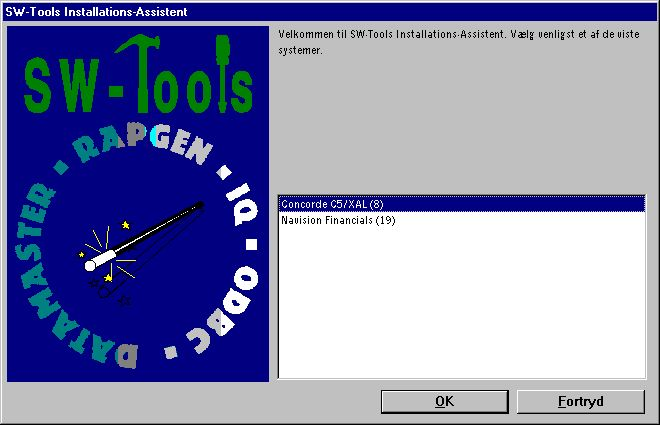 SW-Tools Installations-Assistent
SW-Tools
DATAMASTER · RAPGEN · IQ · ODBC ·
Velkommen til SW-Tools Installations-Assistent. Vælg venligst et af de viste
systemer.
Concorde C5/XAL (8)
Navision Financials (19)
OK
Fortryd